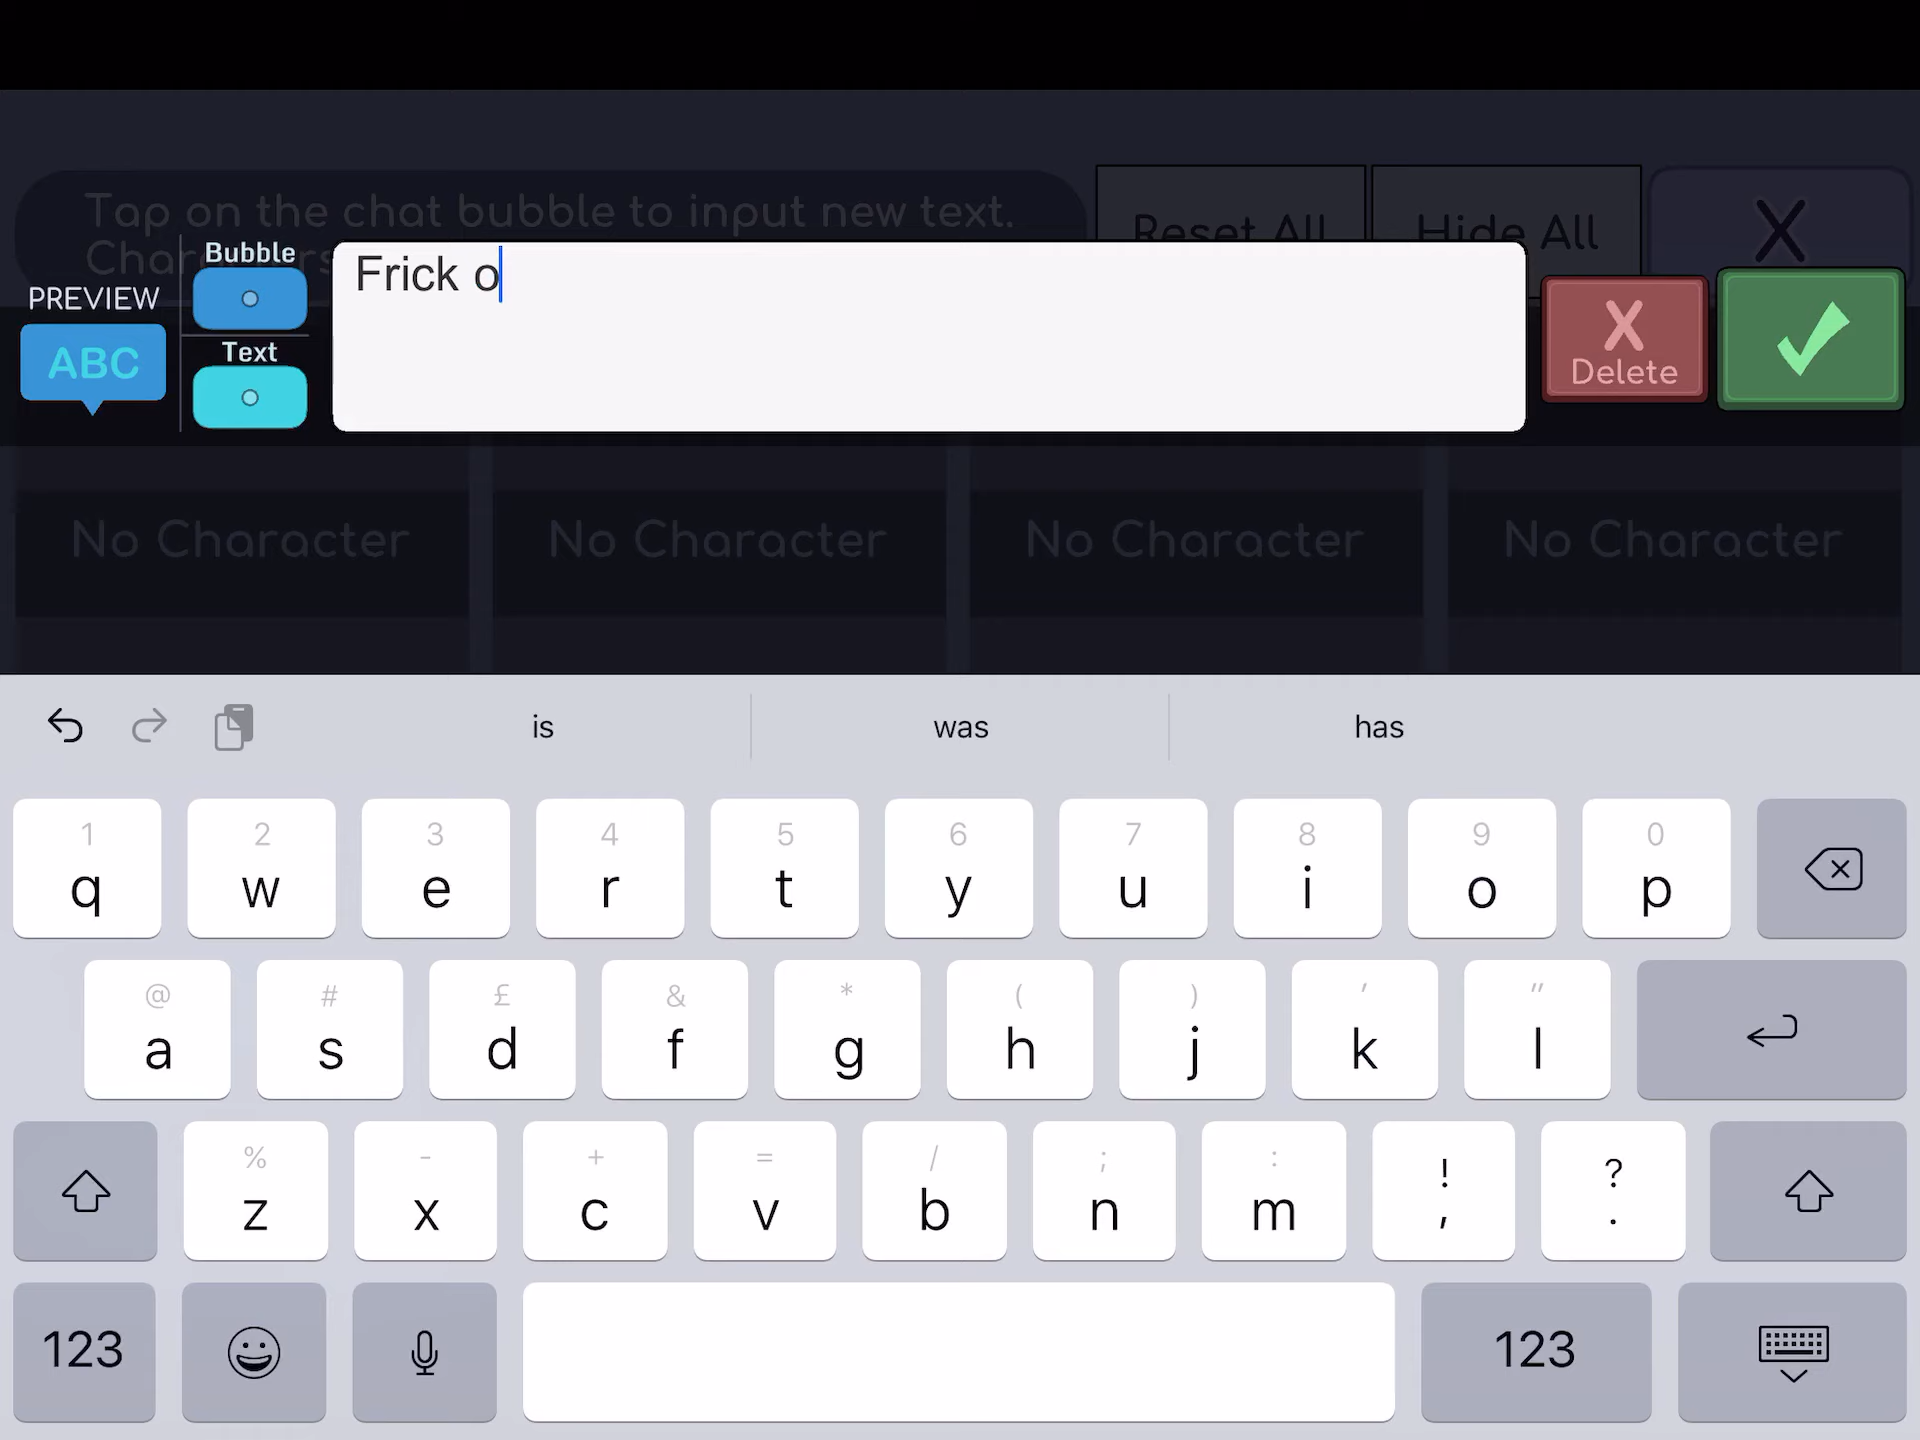 Tap on the chat bubble to input new text.
Characters
Reset All
Hide All
X
PREVIEW
ABC
Bubble
Text
Frick o
X
Delete
No Character
No Character
No Character
No Character
is
was
has
1 2 3 4 5 6 7 8 9 0
q w e r t y u i o p
@ # £ & * ( ) ' "
a s d f g h j k l
% - + = / ; : ! ?
z x c v b n m , .
123
123